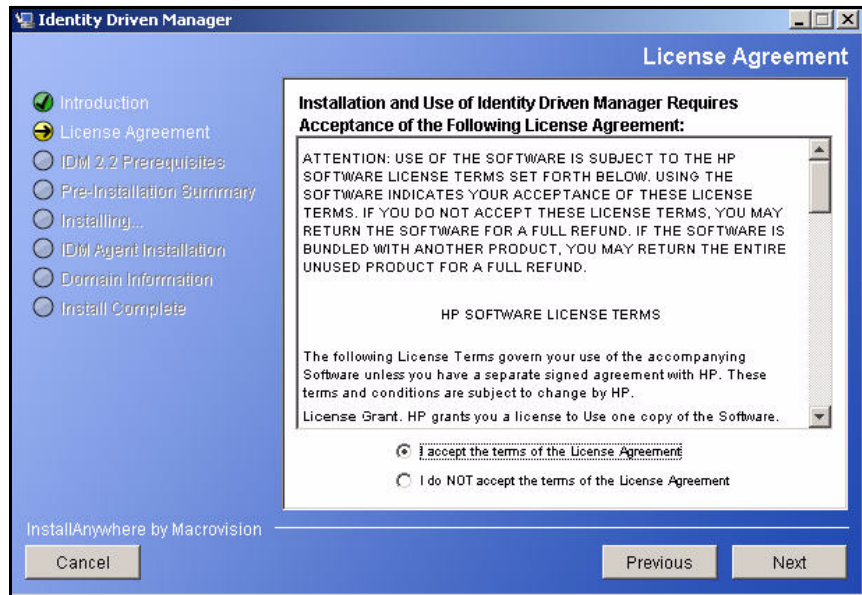 Identity Driven Manager
License Agreement
Introduction
License Agreement
IDM 2.2 Prerequisites
Pre-Installation Summary
Installing...
IDM Agent Installation
Domain Information
Install Complete
Installation and Use of Identity Driven Manager Requires
Acceptance of the Following License Agreement:
ATTENTION: USE OF THE SOFTWARE IS SUBJECT TO THE HP
SOFTWARE LICENSE TERMS SET FORTH BELOW. USING THE
SOFTWARE INDICATES YOUR ACCEPTANCE OF THESE LICENSE
TERMS. IF YOU DO NOT ACCEPT THESE LICENSE TERMS, YOU MAY
RETURN THE SOFTWARE FOR A FULL REFUND. IF THE SOFTWARE IS
BUNDLED WITH ANOTHER PRODUCT, YOU MAY RETURN THE ENTIRE
UNUSED PRODUCT FOR A FULL REFUND.
HP SOFTWARE LICENSE TERMS
The following License Terms govern your use of the accompanying
Software unless you have a separate signed agreement with HP. These
terms and conditions are subject to change by HP.
License Grant. HP grants you a license to Use one copy of the Software.
I accept the terms of the License Agreement
I do NOT accept the terms of the License Agreement
InstallAnywhere by Macrovision
Cancel
Previous
Next